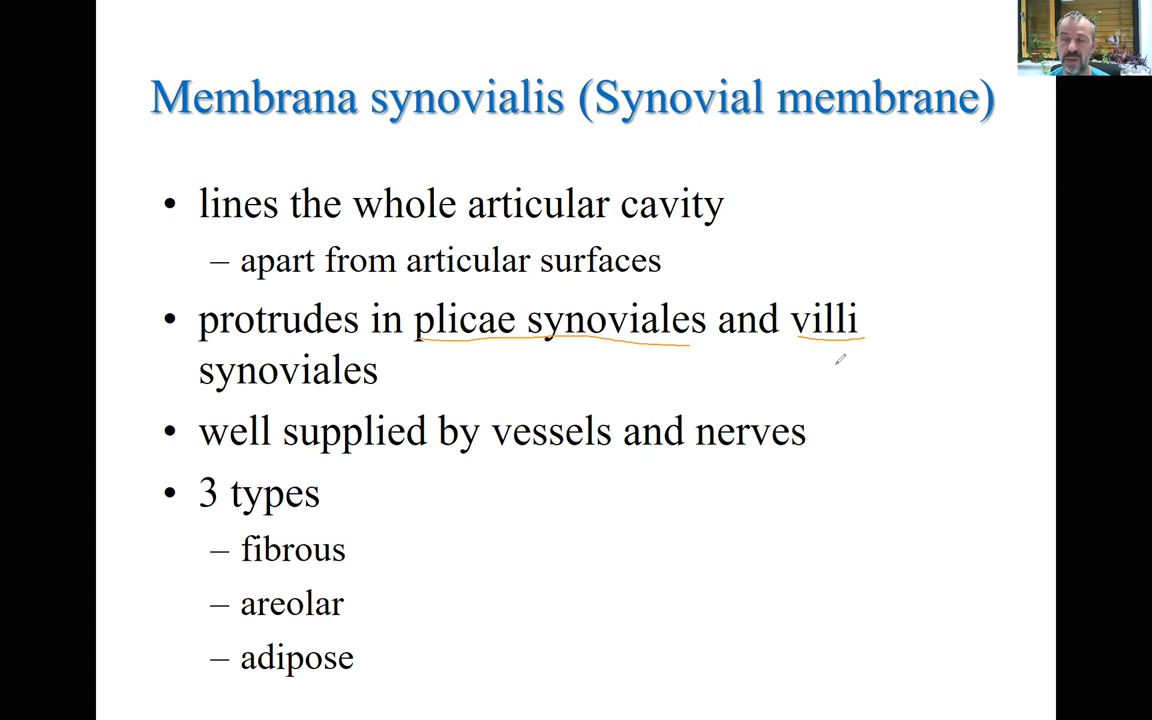 Membrana synovialis (Synovial membrane)
• lines the whole articular cavity
– apart from articular surfaces
• protrudes in plicae synoviales and villi
synoviales
• well supplied by vessels and nerves
• 3 types
– fibrous
– areolar
– adipose